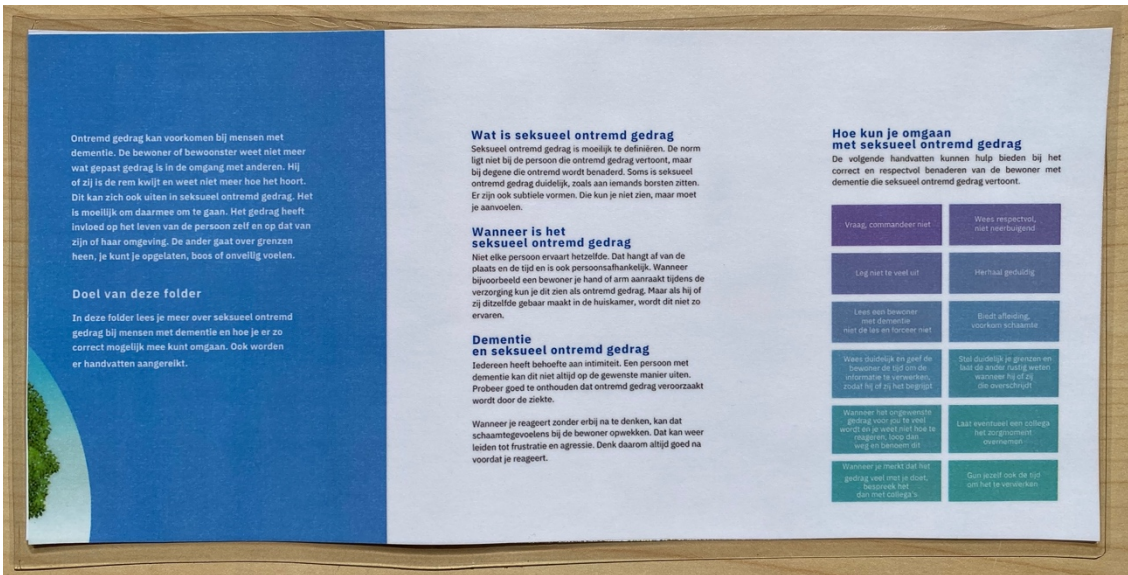 Ontremd gedrag kan voorkomen bij mensen met
dementie. De bewoner of bewoonster weet niet meer
wat gepast gedrag is in de omgang met anderen. Hij
of zij is de rem kwijt en weet niet meer hoe het hoort.
Dit kan zich ook uiten in seksueel ontremd gedrag. Het
is moeilijk om daarmee om te gaan. Het gedrag heeft
invloed op het leven van de persoon zelf en op dat van
zijn of haar omgeving. De ander gaat over grenzen
heen, je kunt je opgelaten, boos of onveilig voelen.
Doel van deze folder
In deze folder lees je meer over seksueel ontremd
gedrag bij mensen met dementie en hoe je er zo
correct mogelijk mee kunt omgaan. Ook worden
er handvatten aangereikt.
Wat is seksueel ontremd gedrag
Seksueel ontremd gedrag is moeilijk te definiëren. De norm
ligt niet bij de persoon die ontremd gedrag vertoont, maar
bij degene die ontremd wordt benaderd. Soms is seksueel
ontremd gedrag duidelijk, zoals aan iemands borsten zitten.
Er zijn ook subtiele vormen. Die kun je niet zien, maar moet
je aanvoelen.
Wanneer is het
seksueel ontremd gedrag
Niet elke persoon ervaart hetzelfde. Dat hangt af van de
plaats en de tijd en is ook persoonsafhankelijk. Wanneer
bijvoorbeeld een bewoner je hand of arm aanraakt tijdens de
verzorging kun je dit zien als ontremd gedrag. Maar als hij of
zij ditzelfde gebaar maakt in de huiskamer, wordt dit niet zo
ervaren.
Dementie
en seksueel ontremd gedrag
Iedereen heeft behoefte aan intimiteit. Een persoon met
dementie kan dit niet altijd op de gewenste manier uiten.
Probeer goed te onthouden dat ontremd gedrag veroorzaakt
wordt door de ziekte.
Wanneer je reageert zonder erbij na te denken, kan dat
schaamtegevoelens bij de bewoner opwekken. Dat kan weer
leiden tot frustratie en agressie. Denk daarom altijd goed na
voordat je reageert.
Hoe kun je omgaan
met seksueel ontremd gedrag
De volgende handvatten kunnen hulp bieden bij het
correct en respectvol benaderen van de bewoner met
dementie die seksueel ontremd gedrag vertoont.
Vraag, commandeer niet
Wees respectvol,
niet neerbuigend
Leg niet te veel uit
Herhaal geduldig
Lees een bewoner
met dementie
niet de les en forceer niet
Biedt afleiding,
voorkom schaamte
Wees duidelijk en geef de
bewoner de tijd om de
informatie te verwerken,
zodat hij of zij het begrijpt
Stel duidelijk je grenzen en
laat de ander rustig weten
wanneer hij of zij
die overschrijdt
Wanneer het ongewenste
gedrag voor jou te veel
wordt en je weet niet hoe te
reageren, loop dan
weg en benoem dit
Laat eventueel een collega
het zorgmoment
overnemen
Wanneer je merkt dat het
gedrag veel met je doet,
bespreek het
dan met collega's
Gun jezelf ook de tijd
om het te verwerken